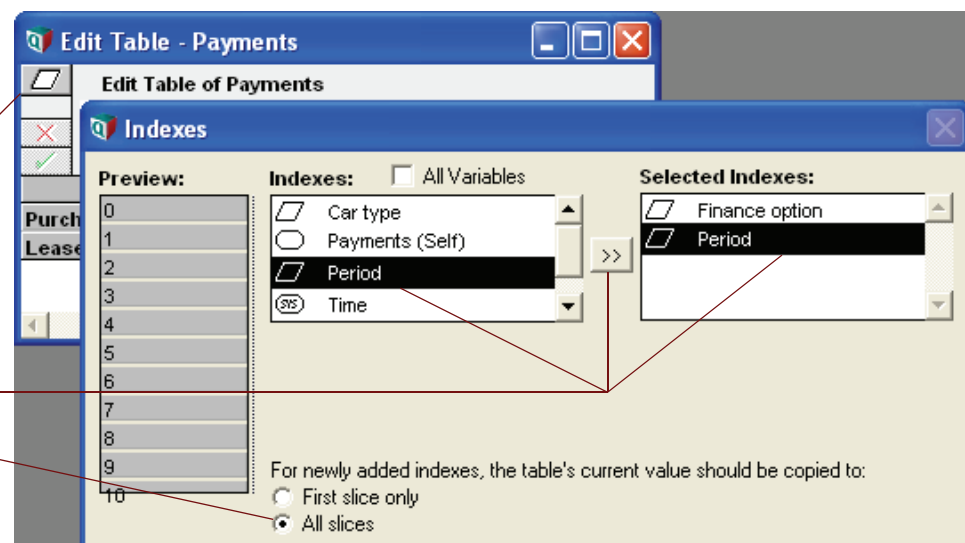 Edit Table - Payments
Edit Table of Payments
Indexes
Preview:
Indexes:
All Variables
Selected Indexes:
Purch
Lease
0
1
2
3
4
5
6
7
8
9
10
Car type
Payments (Self)
Period
SYS Time
>>
Finance option
Period
For newly added indexes, the table's current value should be copied to:
First slice only
All slices